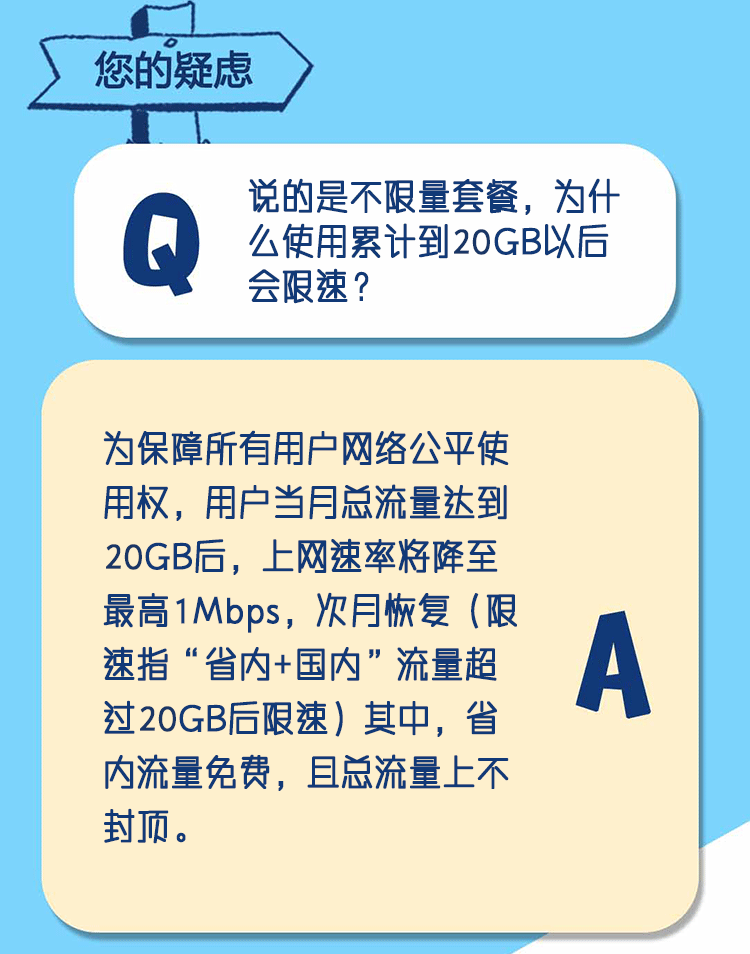 您的疑虑
Q
说的是不限量套餐，为什
么使用累计到20GB以后
会限速？
为保障所有用户网络公平使
用权，用户当月总流量达到
20GB后，上网速率将降至
最高1Mbps，次月恢复（限
速指“省内+国内”流量超
过20GB后限速）其中，省
内流量免费，且总流量上不
封顶。
A